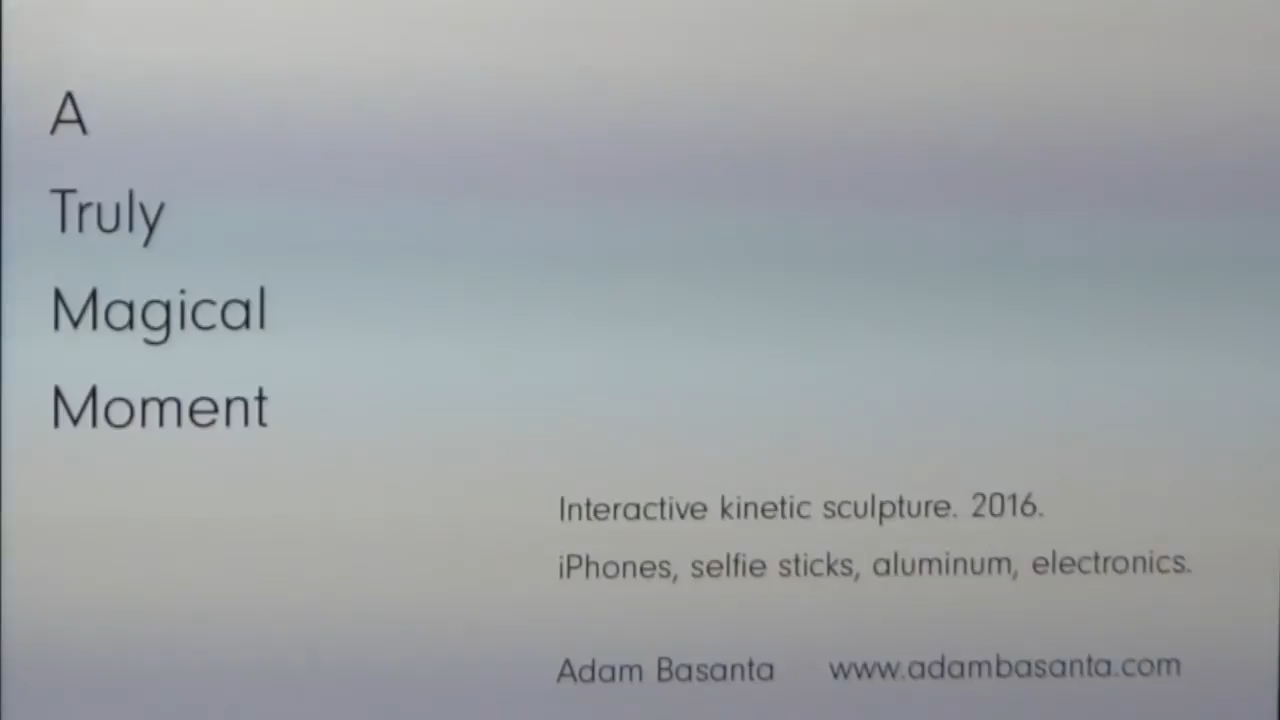 A
Truly
Magical
Moment
Interactive kinetic sculpture. 2016.
iPhones, selfie sticks, aluminum, electronics.
Adam Basanta www.adambasanta.com